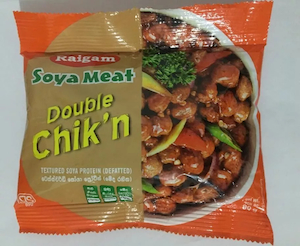 Raigam
Soya Meat
Double
Chik'n
TEXTURED SOYA PROTEIN (DEFATTED)